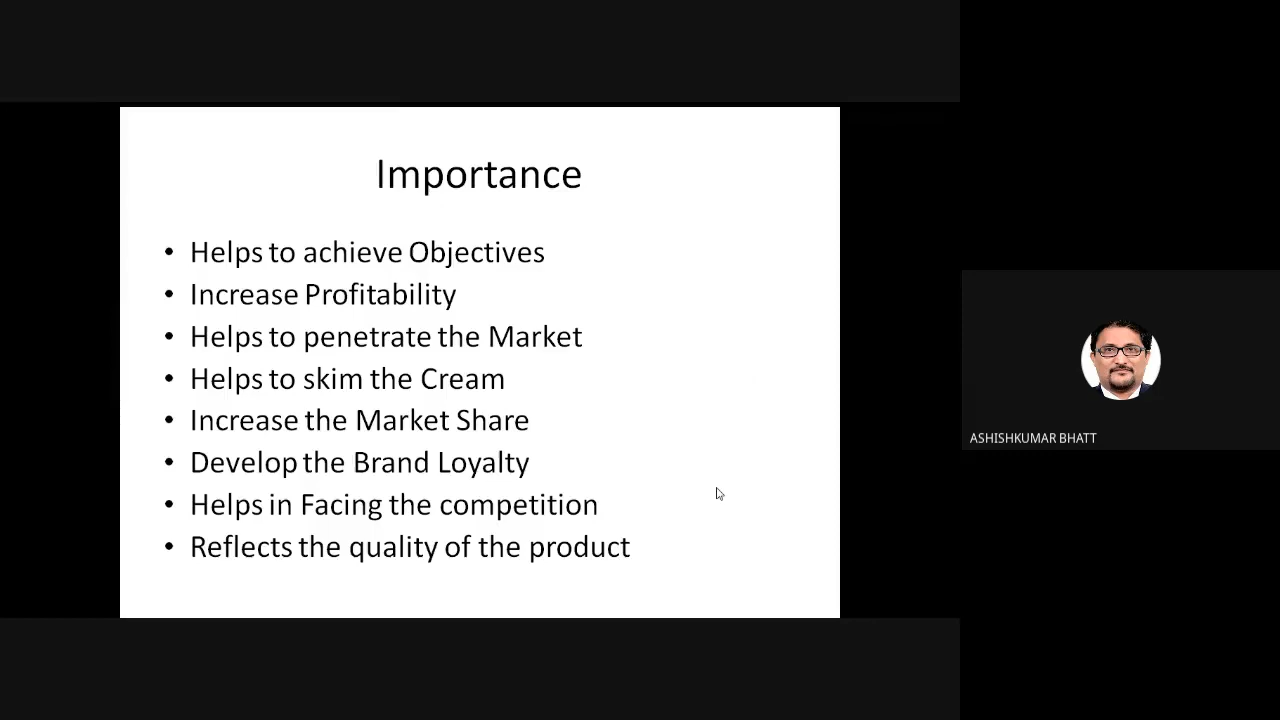 Importance
• Helps to achieve Objectives
• Increase Profitability
• Helps to penetrate the Market
• Helps to skim the Cream
• Increase the Market Share
• Develop the Brand Loyalty
• Helps in Facing the competition
• Reflects the quality of the product
ASHISHKUMAR BHATT